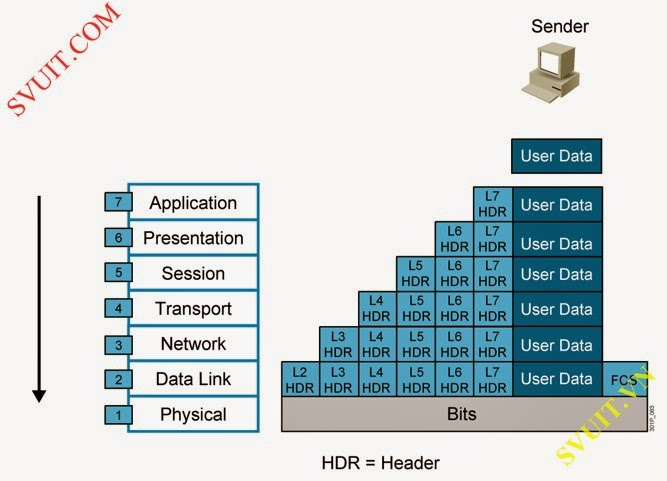 SVUIT.COM
Sender
User Data
7 Application L7 HDR User Data
6 Presentation L6 HDR L7 HDR User Data
5 Session L5 HDR L6 HDR L7 HDR User Data
4 Transport L4 HDR L5 HDR L6 HDR L7 HDR User Data
3 Network L3 HDR L4 HDR L5 HDR L6 HDR L7 HDR User Data
2 Data Link L2 HDR L3 HDR L4 HDR L5 HDR L6 HDR L7 HDR User Data FCS
1 Physical Bits
301P_063
SVUIT.VN
HDR = Header